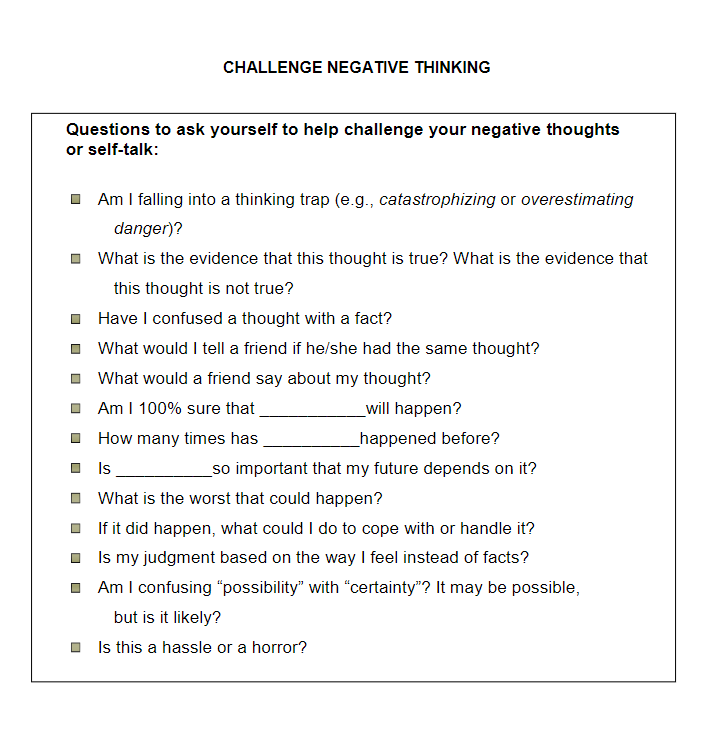 CHALLENGE NEGATIVE THINKING
Questions to ask yourself to help challenge your negative thoughts
or self-talk:
Am I falling into a thinking trap (e.g., catastrophizing or overestimating
danger)?
What is the evidence that this thought is true? What is the evidence that
this thought is not true?
Have I confused a thought with a fact?
What would I tell a friend if he/she had the same thought?
What would a friend say about my thought?
Am I 100% sure that ___________will happen?
How many times has __________happened before?
Is __________so important that my future depends on it?
What is the worst that could happen?
If it did happen, what could I do to cope with or handle it?
Is my judgment based on the way I feel instead of facts?
Am I confusing “possibility” with “certainty”? It may be possible,
but is it likely?
Is this a hassle or a horror?